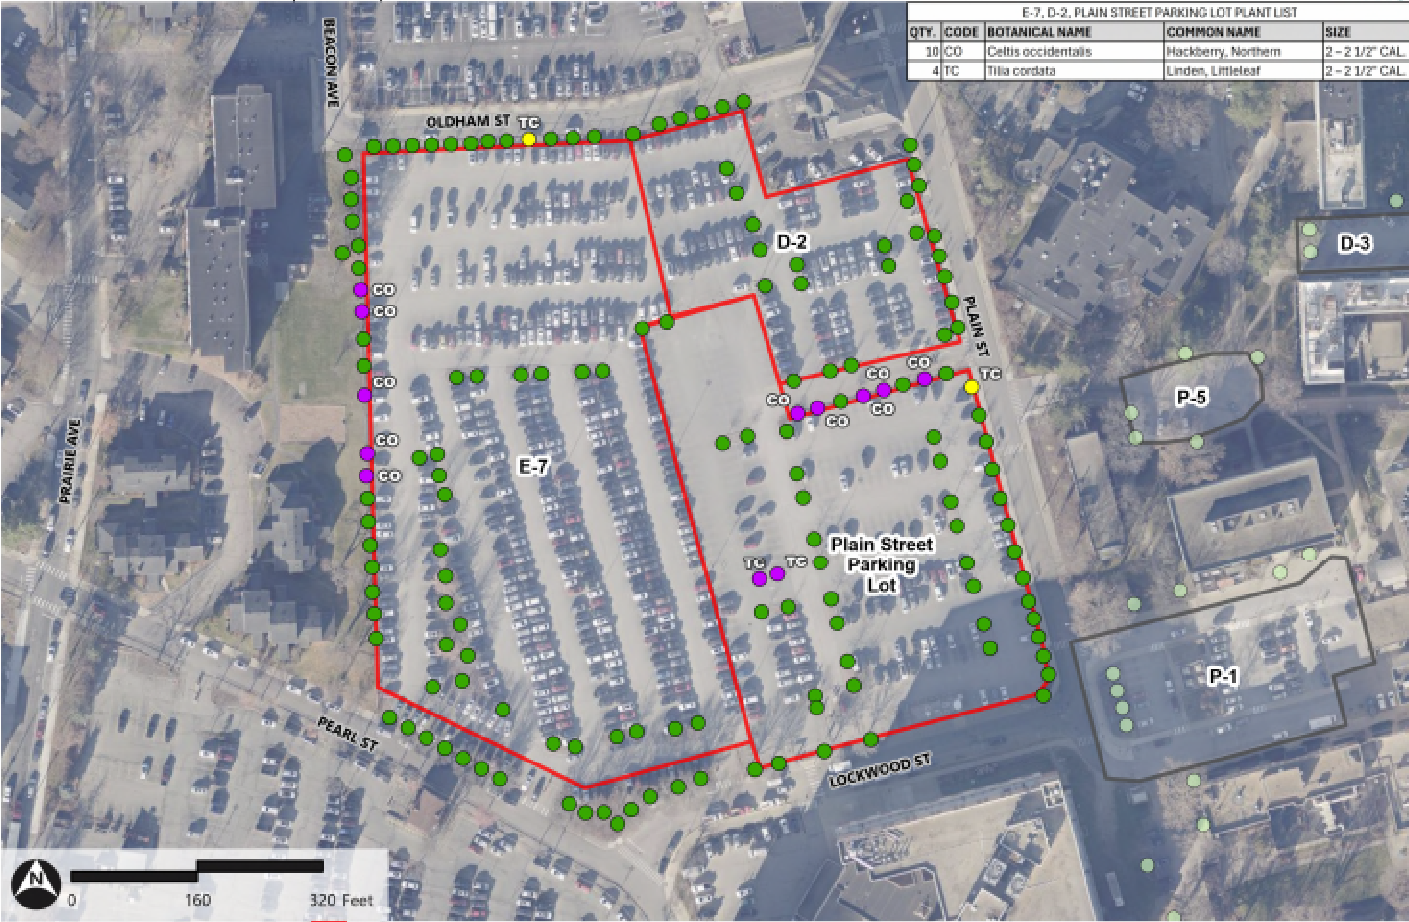 E-7, D-2, PLAIN STREET PARKING LOT PLANT LIST
QTY. CODE BOTANICAL NAME COMMON NAME SIZE
10 CO Celtis occidentalis Hackberry, Northern 2 – 2 1/2" CAL.
4 TC Tilia cordata Linden, Littleleaf 2 – 2 1/2" CAL.
BEACON AVE
OLDHAM ST
TC
D-2
D-3
CO
CO
PLAIN ST
CO
CO
CO
TC
CO
CO
CO
P-5
PRAIRIE AVE
CO
CO
E-7
Plain Street
Parking
Lot
TC
TC
P-1
PEARL ST
LOCKWOOD ST
N
0 160 320 Feet